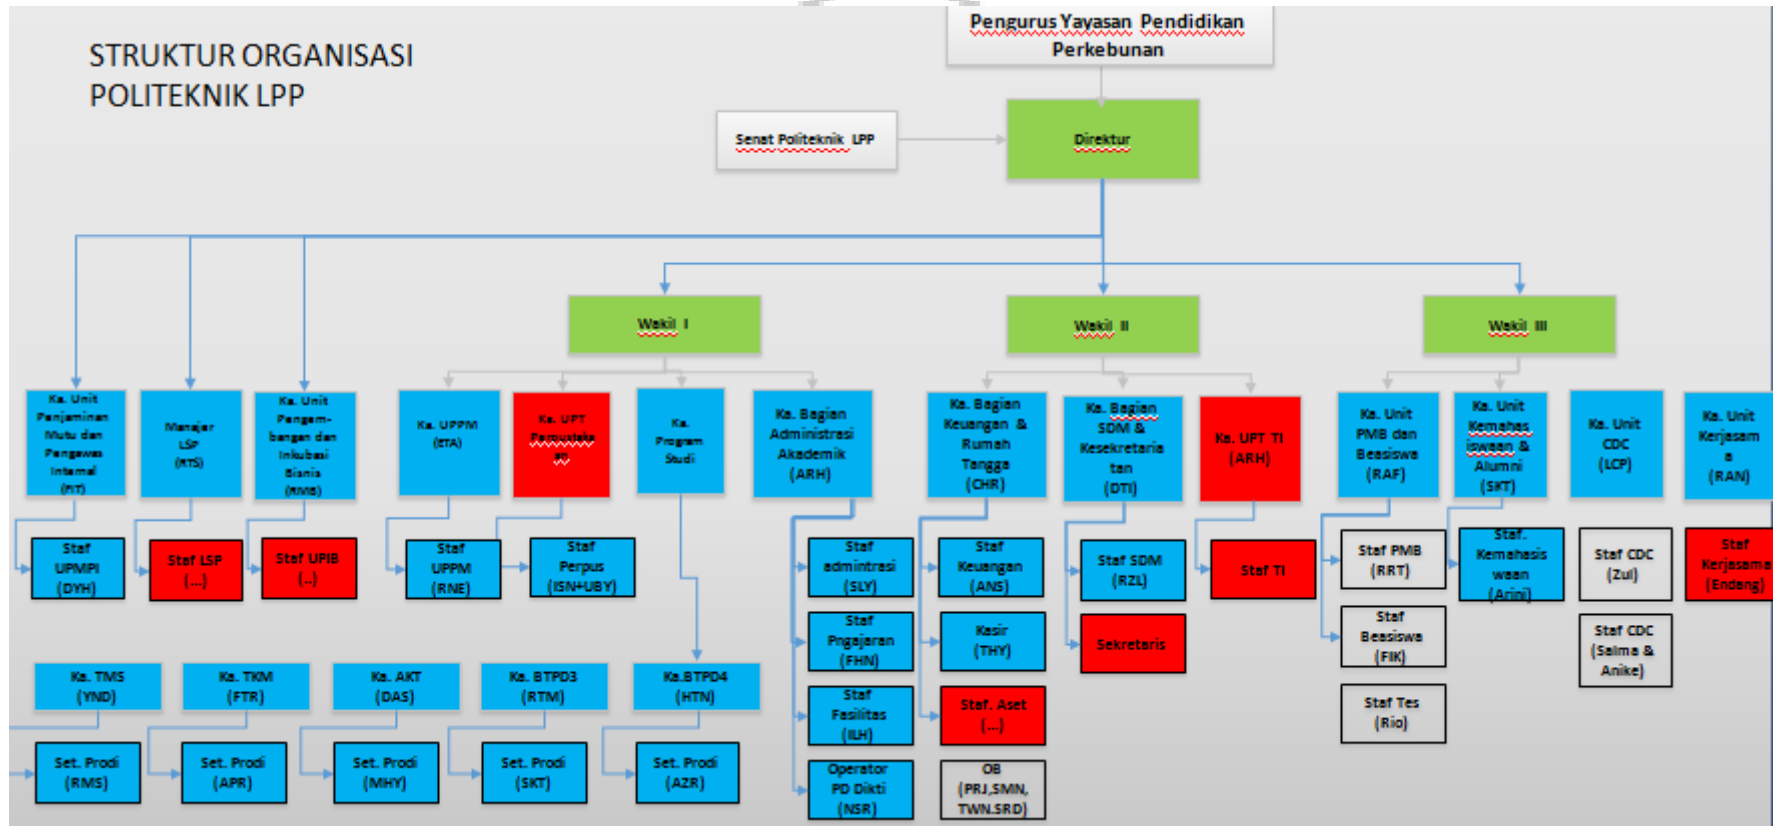 STRUKTUR ORGANISASI
POLITEKNIK LPP
Pengurus Yayasan Pendidikan
Perkebunan
Senat Politeknik LPP
Direktur
Wakil I
Wakil II
Wakil III
Ka. Unit
Penjaminan
Mutu dan
Pengawas
Internal
(FIT)
Manajer
LSP
(RTS)
Ka. Unit
Pengem-
bangan dan
Inkubasi
Bisnis
(RMB)
Ka. UPPM
(ETA)
Ka. UPT
Perpustaka
an
Ka.
Program
Studi
Ka. Bagian
Administrasi
Akademik
(ARH)
Ka. Bagian
Keuangan &
Rumah
Tangga
(CHR)
Ka. Bagian
SDM &
Kesekretaria
tan
(DTI)
Ka. UPT TI
(ARH)
Ka. Unit
PMB dan
Beasiswa
(RAF)
Ka. Unit
Kemahas
iswaan &
Alumni
(SKT)
Ka. Unit
CDC
(LCP)
Ka. Unit
Kerjasam
a
(RAN)
Staf
UPMPI
(DYH)
Staf LSP
(...)
Staf UPIB
(..)
Staf
UPPM
(RNE)
Staf
Perpus
(ISN+UBY)
Staf
admintrasi
(SLY)
Staf
Keuangan
(ANS)
Staf SDM
(RZL)
Staf TI
Staf PMB
(RRT)
Staf.
Kemahasis
waan
(Arini)
Staf CDC
(Zul)
Staf
Kerjasama
(Endang)
Staf
Pngajaran
(FHN)
Kasir
(THY)
Sekretaris
Staf
Beasiswa
(FIK)
Staf CDC
(Salma &
Anike)
Ka. TMS
(YND)
Ka. TKM
(FTR)
Ka. AKT
(DAS)
Ka. BTPD3
(RTM)
Ka.BTPD4
(HTN)
Staf
Fasilitas
(ILH)
Staf. Aset
(...)
Staf Tes
(Rio)
Set. Prodi
(RMS)
Set. Prodi
(APR)
Set. Prodi
(MHY)
Set. Prodi
(SKT)
Set. Prodi
(AZR)
Operator
PD Dikti
(NSR)
OB
(PRJ,SMN,
TWN.SRD)